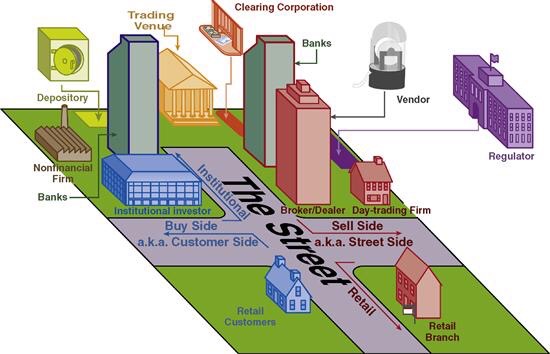 Trading
Venue
Clearing Corporation
Banks
Depository
Vendor
Nonfinancial
Firm
Regulator
Banks
Institutional investor
Institutional
The Street
Broker/Dealer
Day-trading Firm
Buy Side
a.k.a. Customer Side
Sell Side
a.k.a. Street Side
Retail
Retail
Customers
Retail
Branch